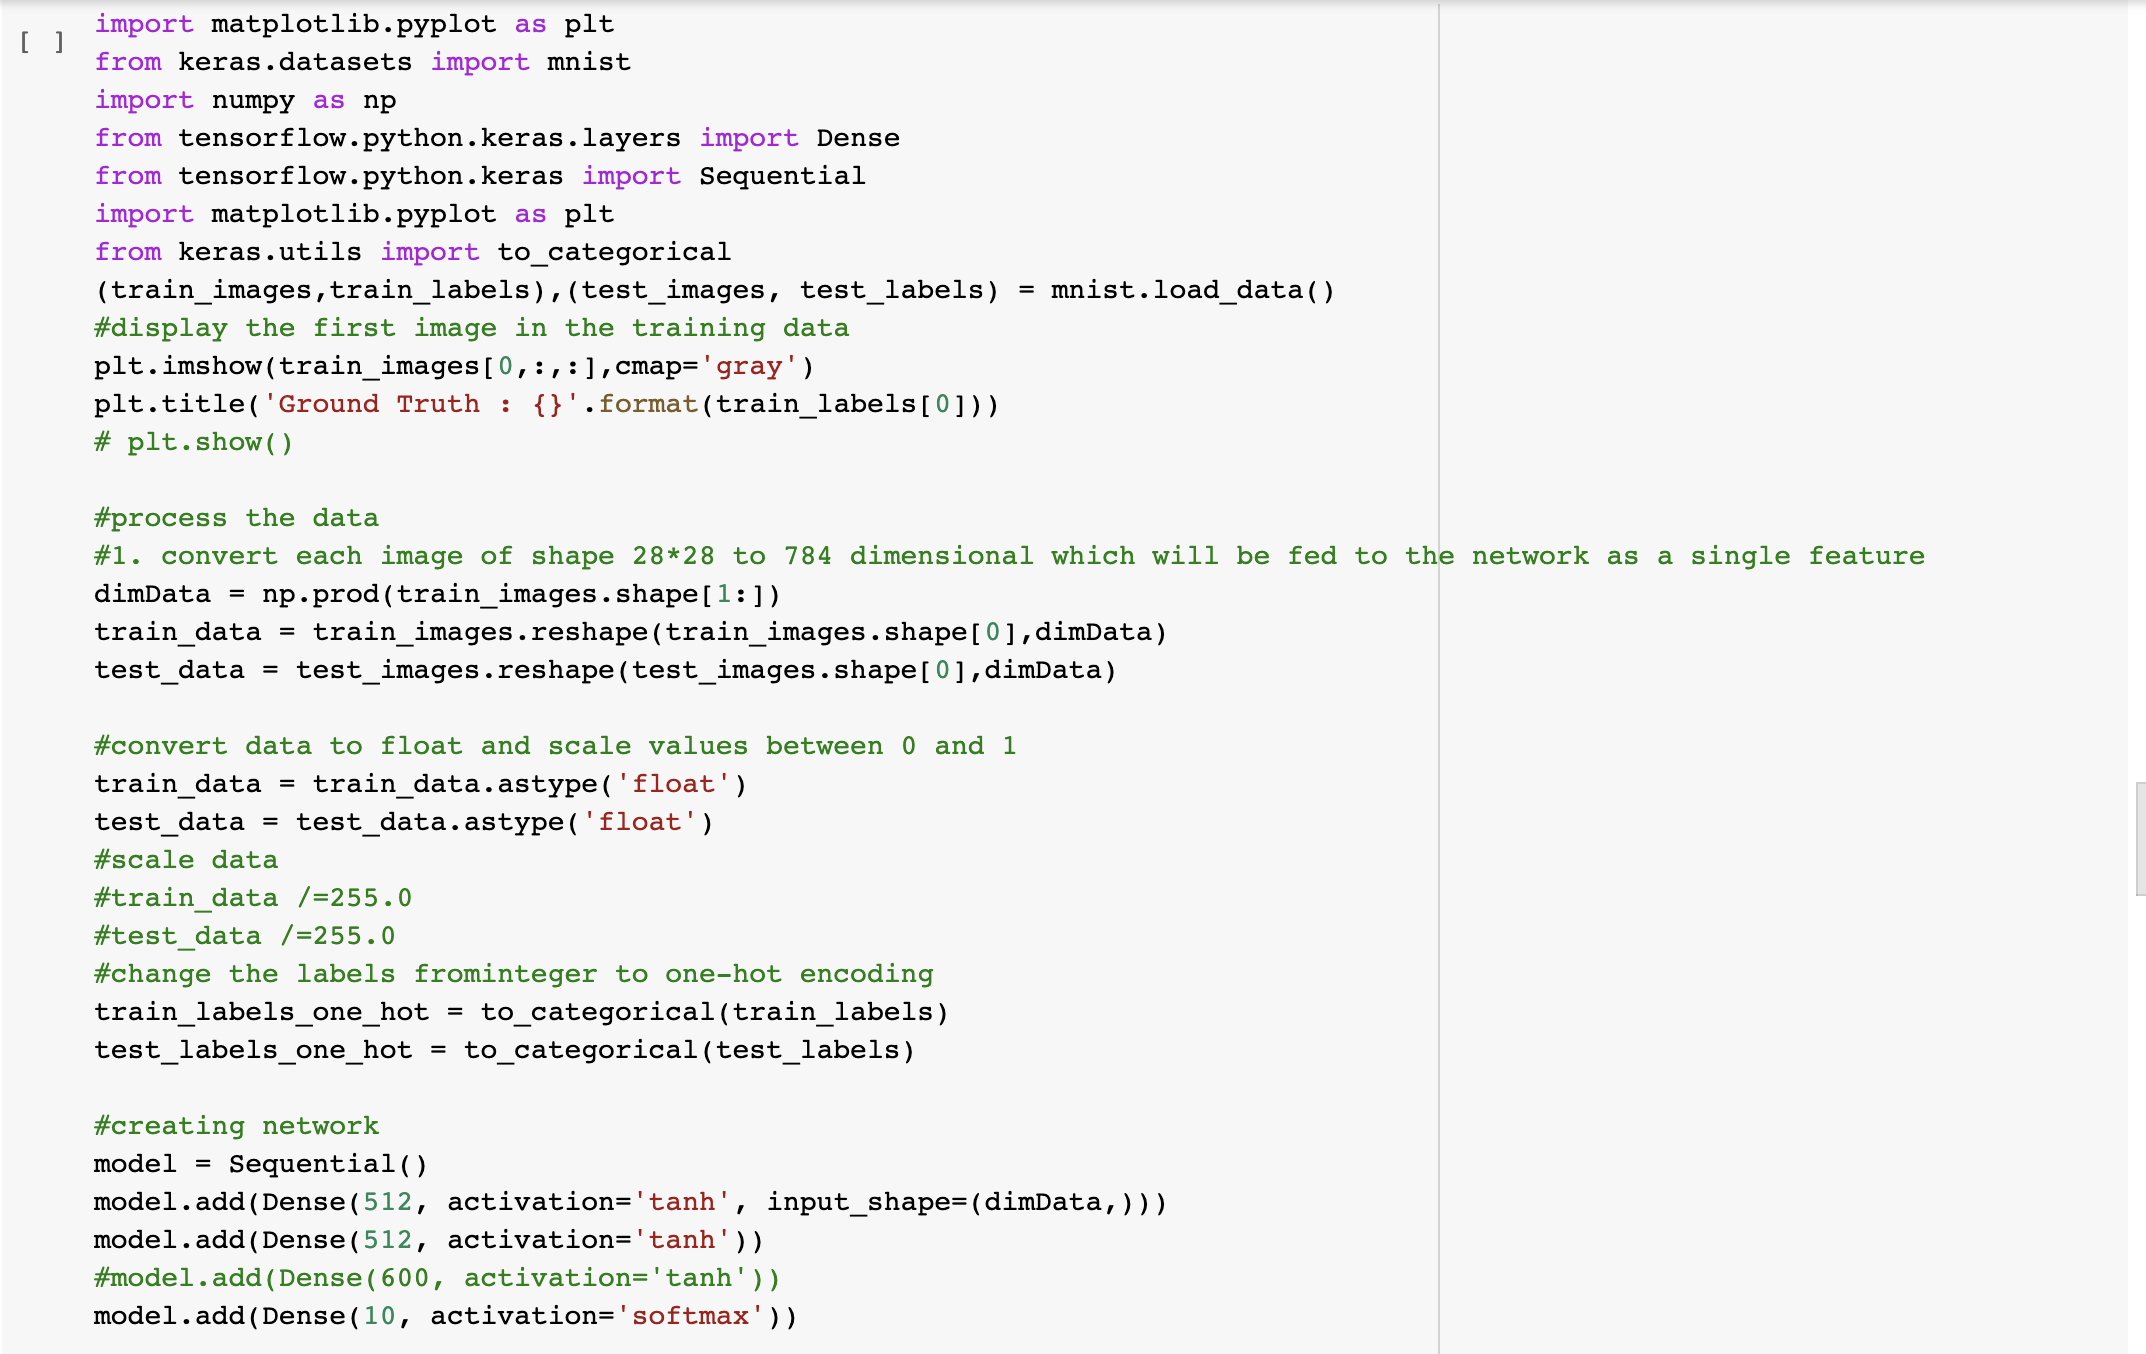 [ ]
import matplotlib.pyplot as plt
from keras.datasets import mnist
import numpy as np
from tensorflow.python.keras.layers import Dense
from tensorflow.python.keras import Sequential
import matplotlib.pyplot as plt
from keras.utils import to_categorical
(train_images,train_labels),(test_images, test_labels) = mnist.load_data()
#display the first image in the training data
plt.imshow(train_images[0,:,:],cmap='gray')
plt.title('Ground Truth : {}'.format(train_labels[0]))
# plt.show()

#process the data
#1. convert each image of shape 28*28 to 784 dimensional which will be fed to the network as a single feature
dimData = np.prod(train_images.shape[1:])
train_data = train_images.reshape(train_images.shape[0],dimData)
test_data = test_images.reshape(test_images.shape[0],dimData)

#convert data to float and scale values between 0 and 1
train_data = train_data.astype('float')
test_data = test_data.astype('float')
#scale data
#train_data /=255.0
#test_data /=255.0
#change the labels frominteger to one-hot encoding
train_labels_one_hot = to_categorical(train_labels)
test_labels_one_hot = to_categorical(test_labels)

#creating network
model = Sequential()
model.add(Dense(512, activation='tanh', input_shape=(dimData,)))
model.add(Dense(512, activation='tanh'))
#model.add(Dense(600, activation='tanh'))
model.add(Dense(10, activation='softmax'))